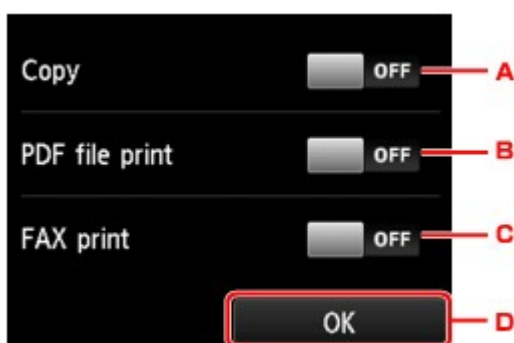 Copy OFF A
PDF file print OFF B
FAX print OFF C
OK D